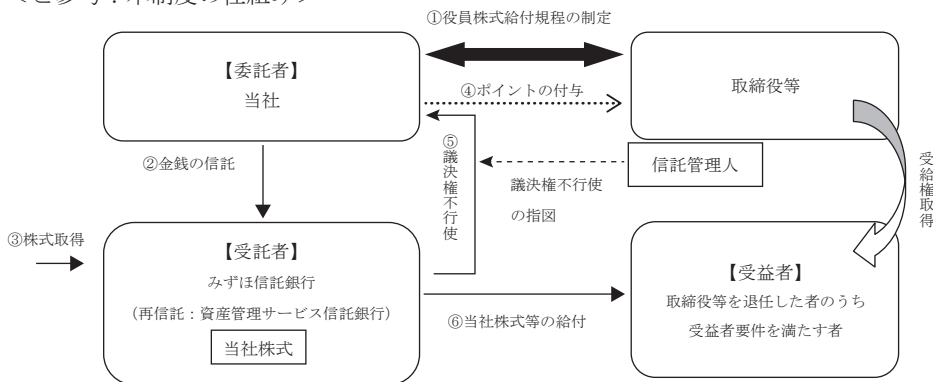 ＜ご参考：本制度の仕組み＞
①役員株式給付規程の制定
【委託者】
当社
④ポイントの付与
取締役等
②金銭の信託
⑤議決権不行使
議決権不行使
の指図
信託管理人
受給権取得
③株式取得
【受託者】
みずほ信託銀行
(再信託：資産管理サービス信託銀行)
当社株式
⑥当社株式等の給付
【受益者】
取締役等を退任した者のうち
受益者要件を満たす者